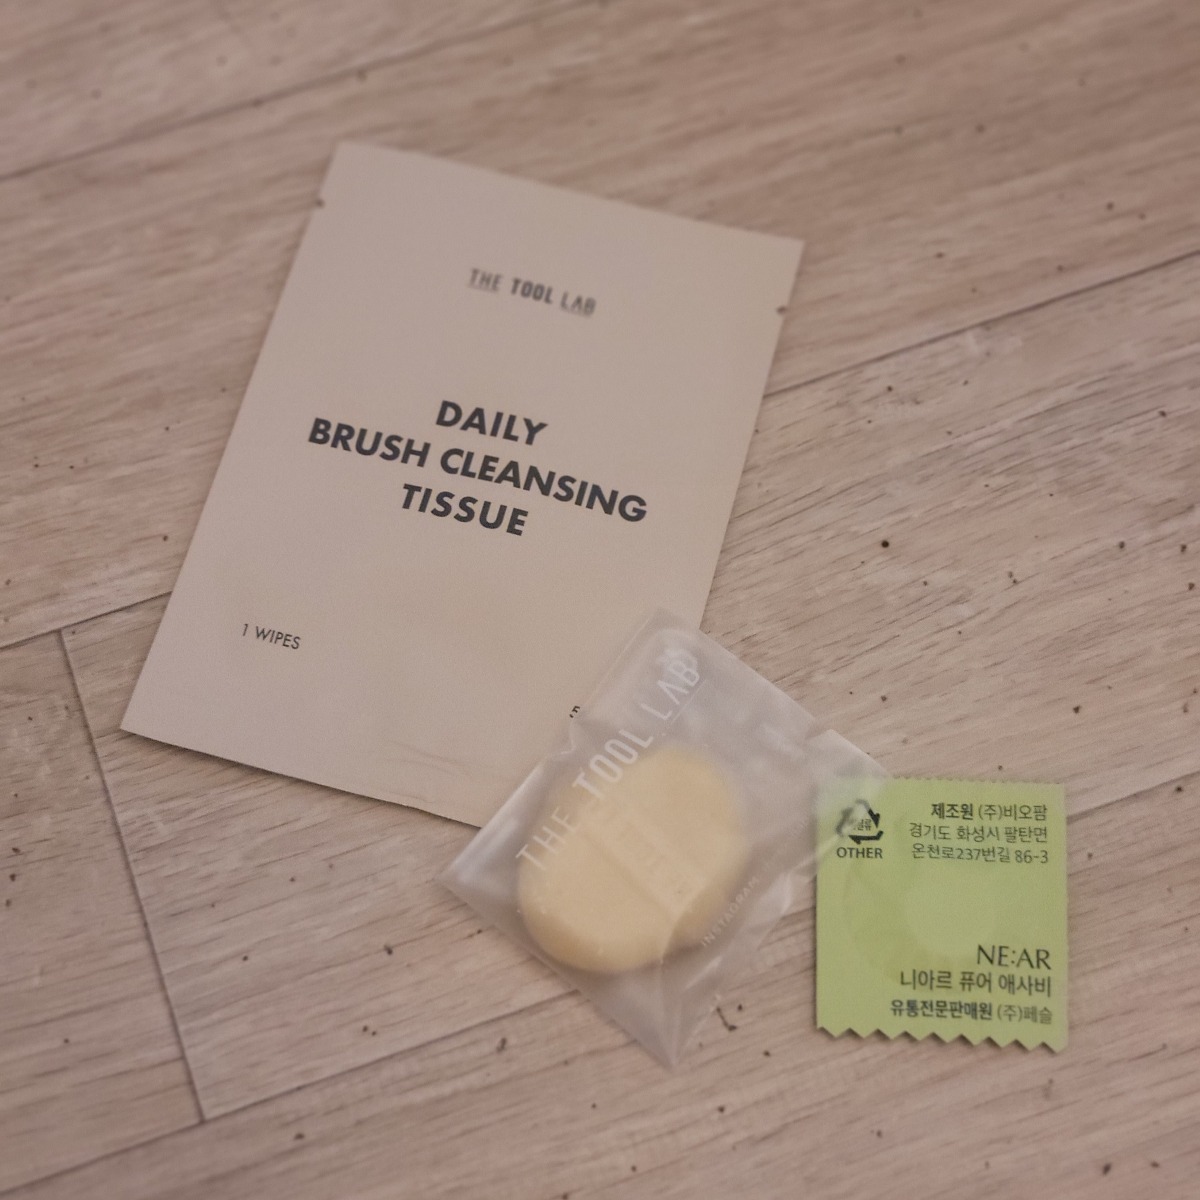 THE TOOL LAB
DAILY
BRUSH CLEANSING
TISSUE
1 WIPES
5
THE TOOL LAB
INSTAGRAM
OTHER
제조원 (주)비오팜
경기도 화성시 팔탄면
온천로237번길 86-3
NE:AR
니아르 퓨어 애사비
유통전문판매원 (주)페슬